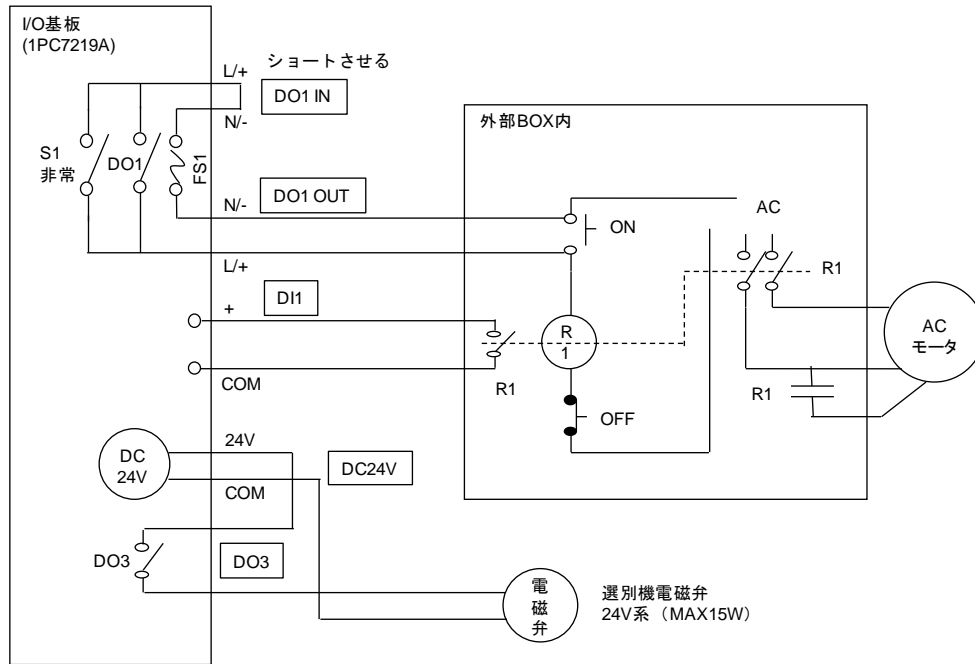 I/O基板
(1PC7219A)
ショートさせる
L/+
DO1 IN
N/-
外部BOX内
S1
非常
DO1
FS1
DO1 OUT
N/-
ON
AC
L/+
R1
DI1
+
R
1
AC
モータ
COM
R1
R1
OFF
24V
DC
24V
DC24V
COM
DO3
DO3
電
磁
弁
選別機電磁弁
24V系（MAX15W）